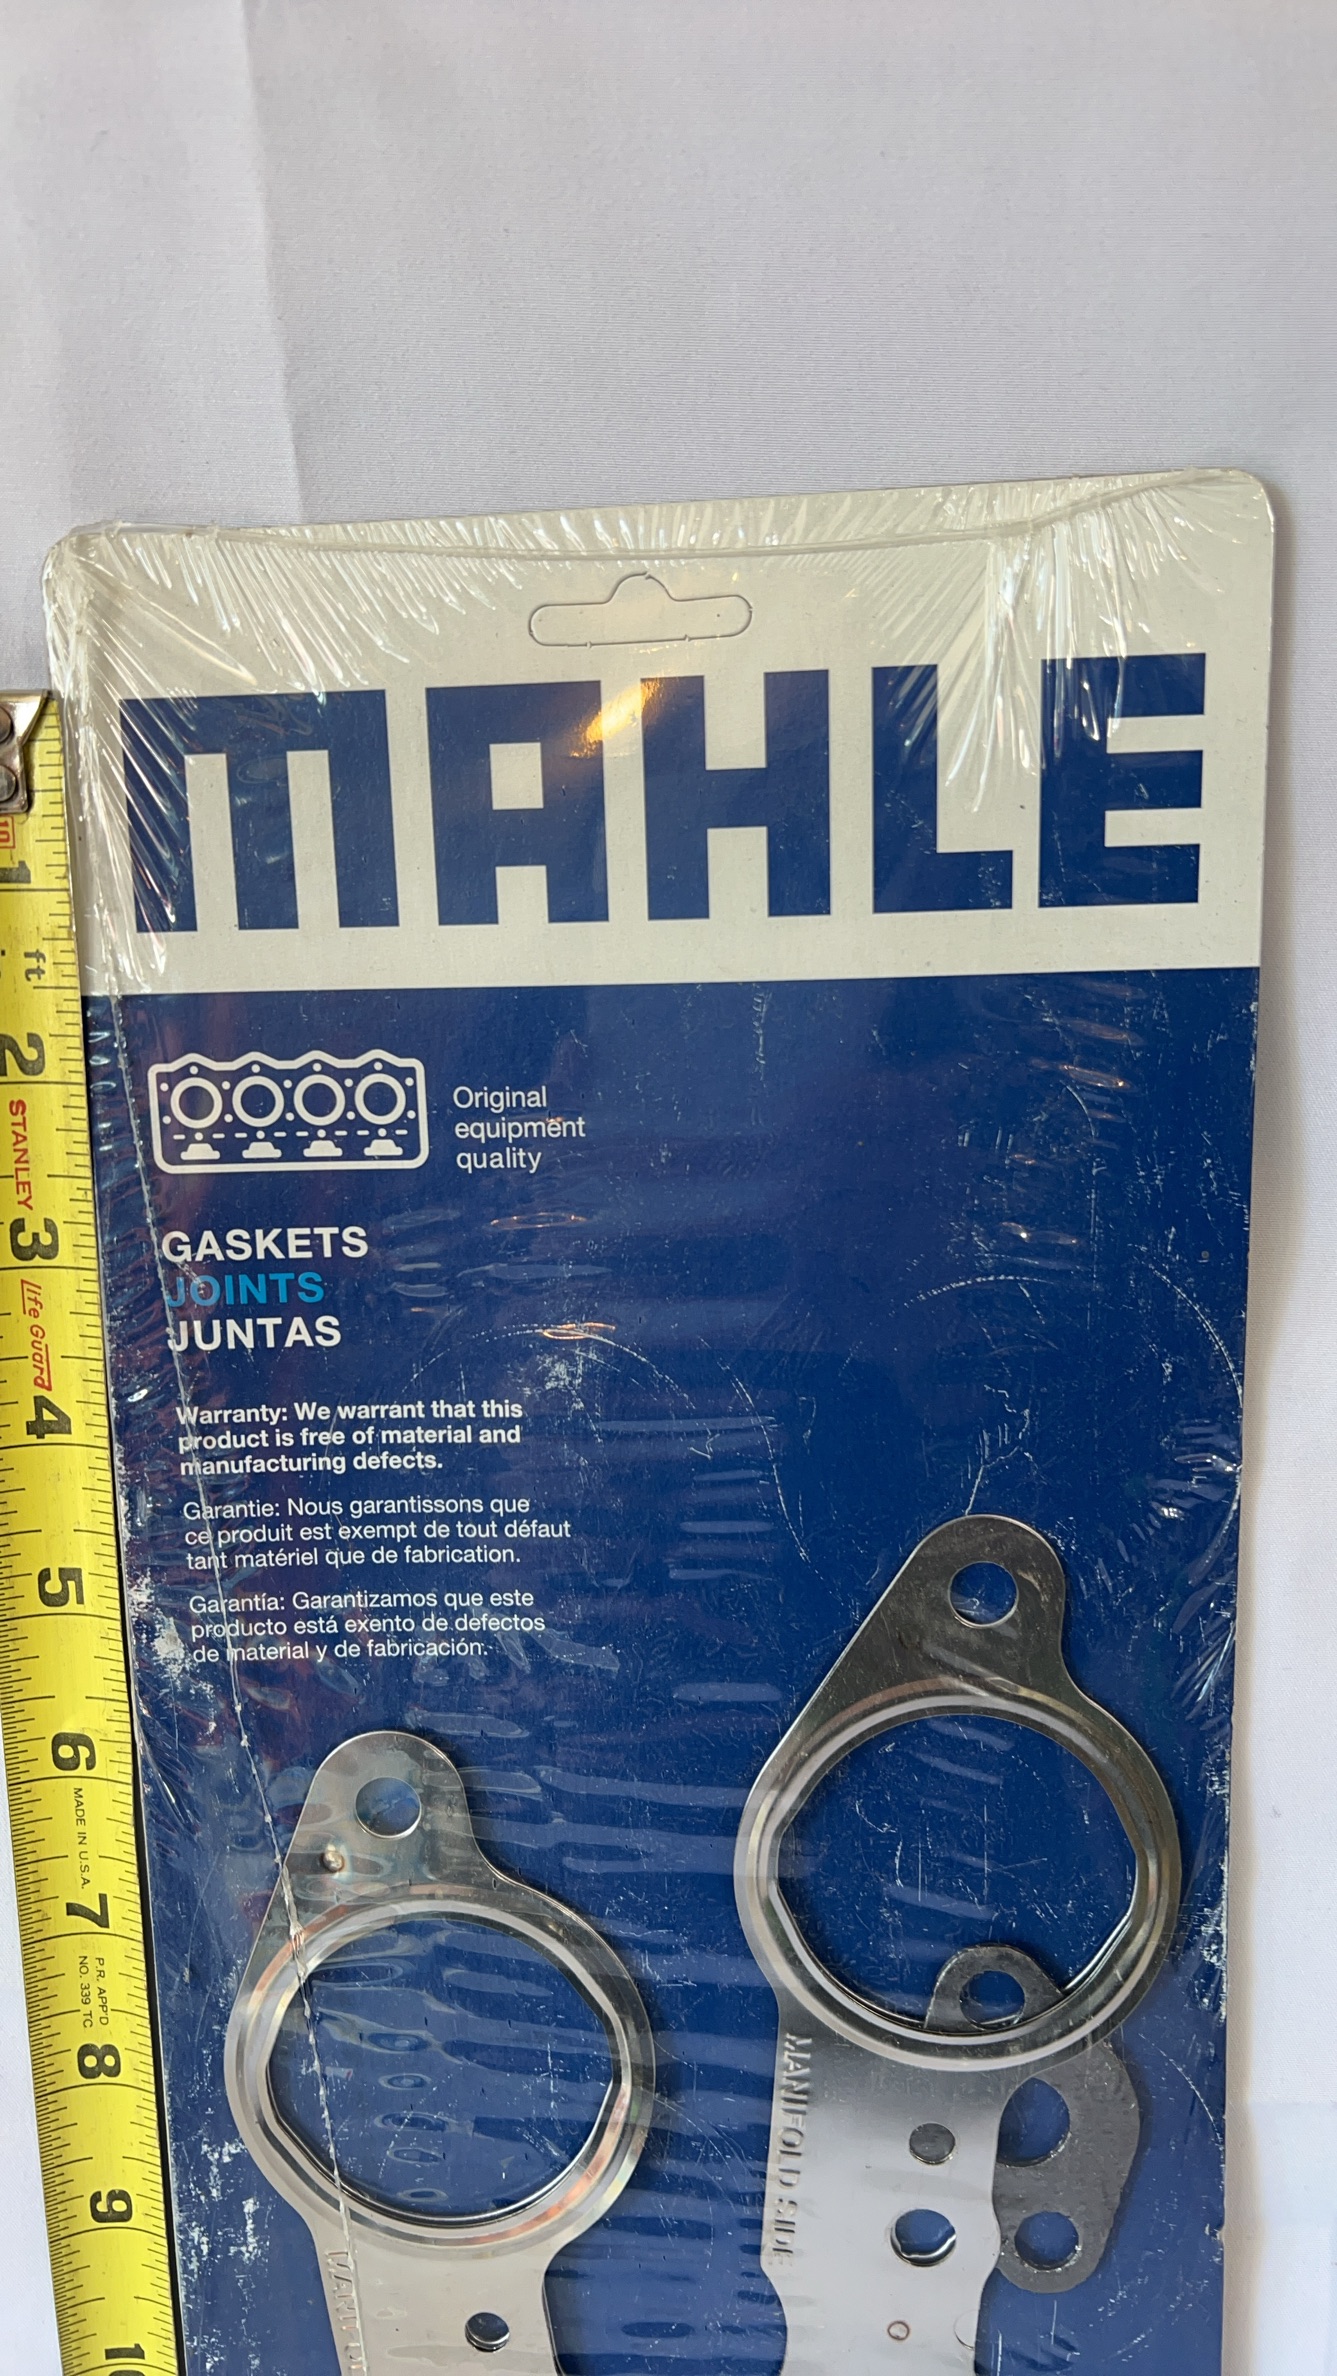 MAHLE
Original
equipment
quality
GASKETS
JOINTS
JUNTAS
Warranty: We warrant that this
product is free of material and
manufacturing defects.
Garantie: Nous garantissons que
ce produit est exempt de tout défaut
tant matériel que de fabrication.
Garantía: Garantizamos que este
producto está exento de defectos
de material y de fabricación.
MANIFOLD SIDE
10
1
ft
2
STANLEY
3
life Guard
4
5
6
MADE IN U.S.A.
7
P.R. APP'D
NO. 339 TC
8
9